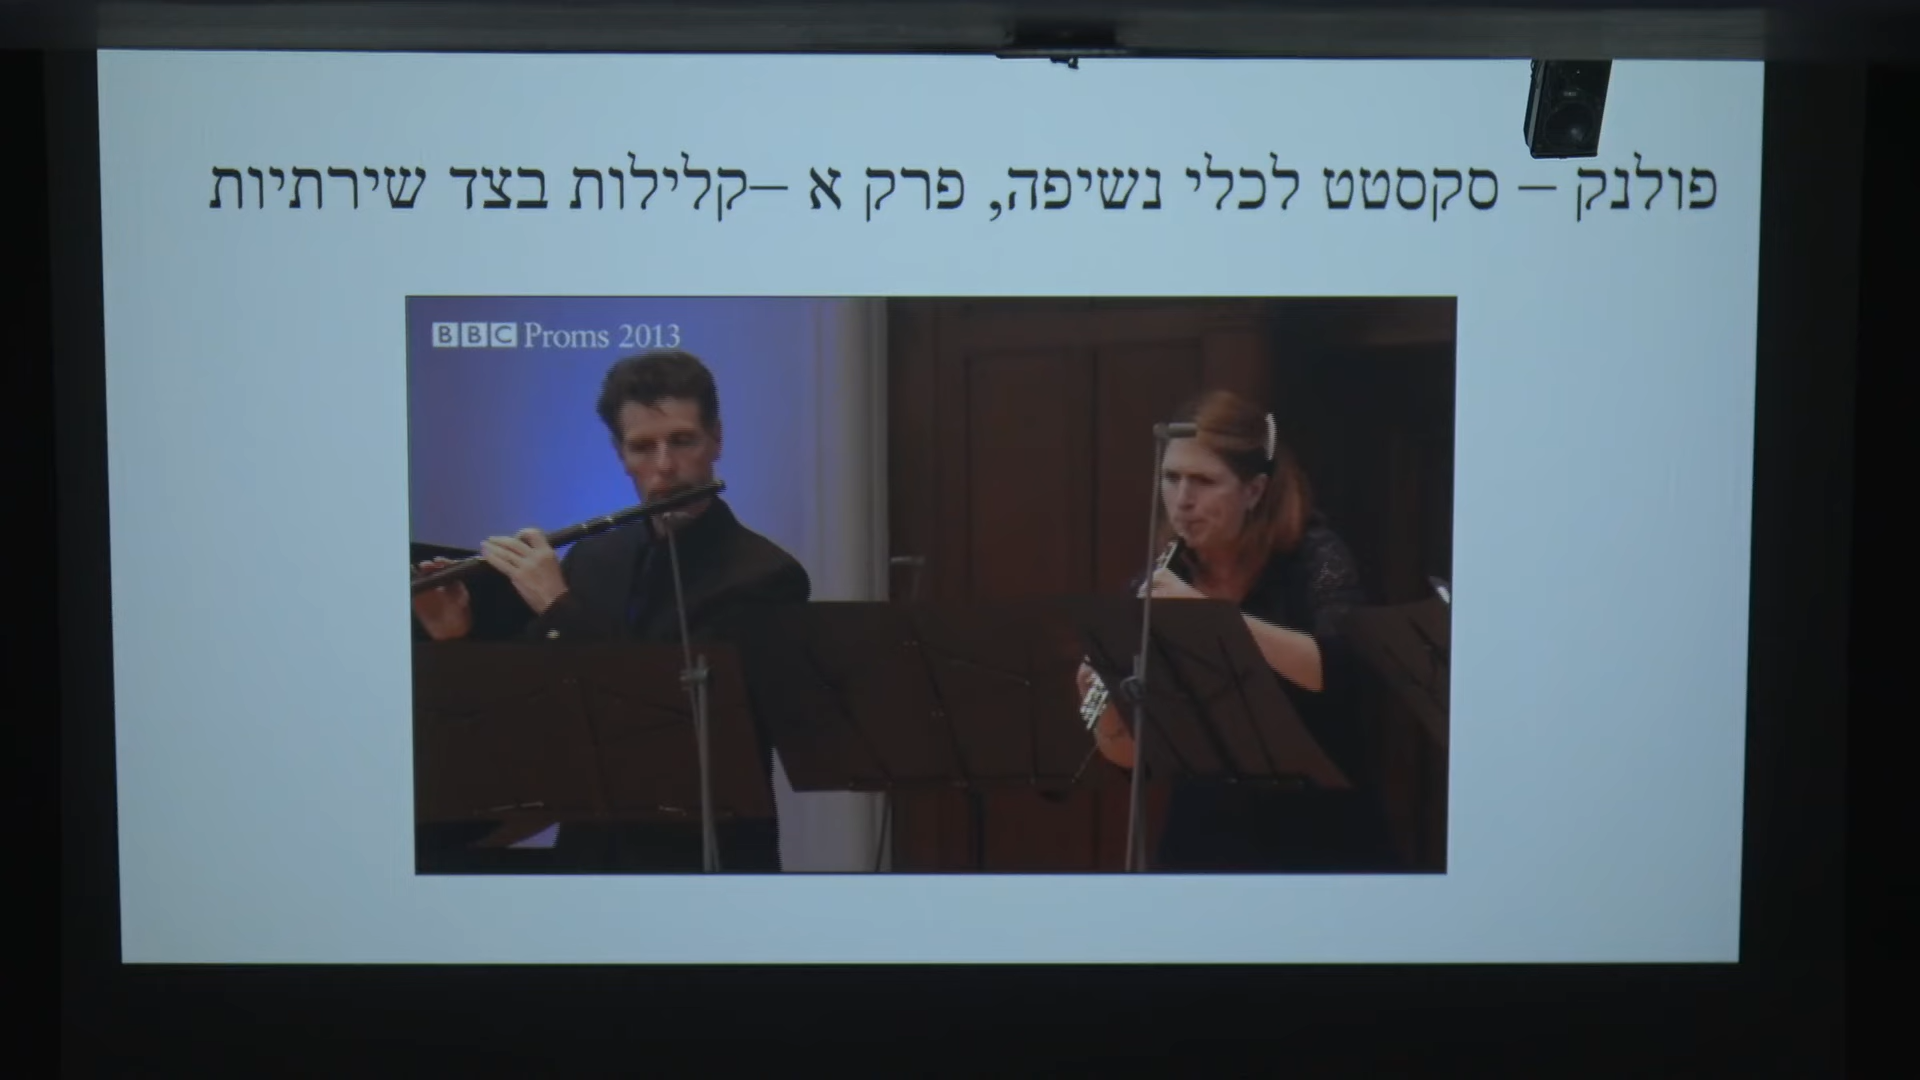 פולנק – סקסטט לכלי נשיפה, פרק א –קלילות בצד שירתיות
BBC Proms 2013